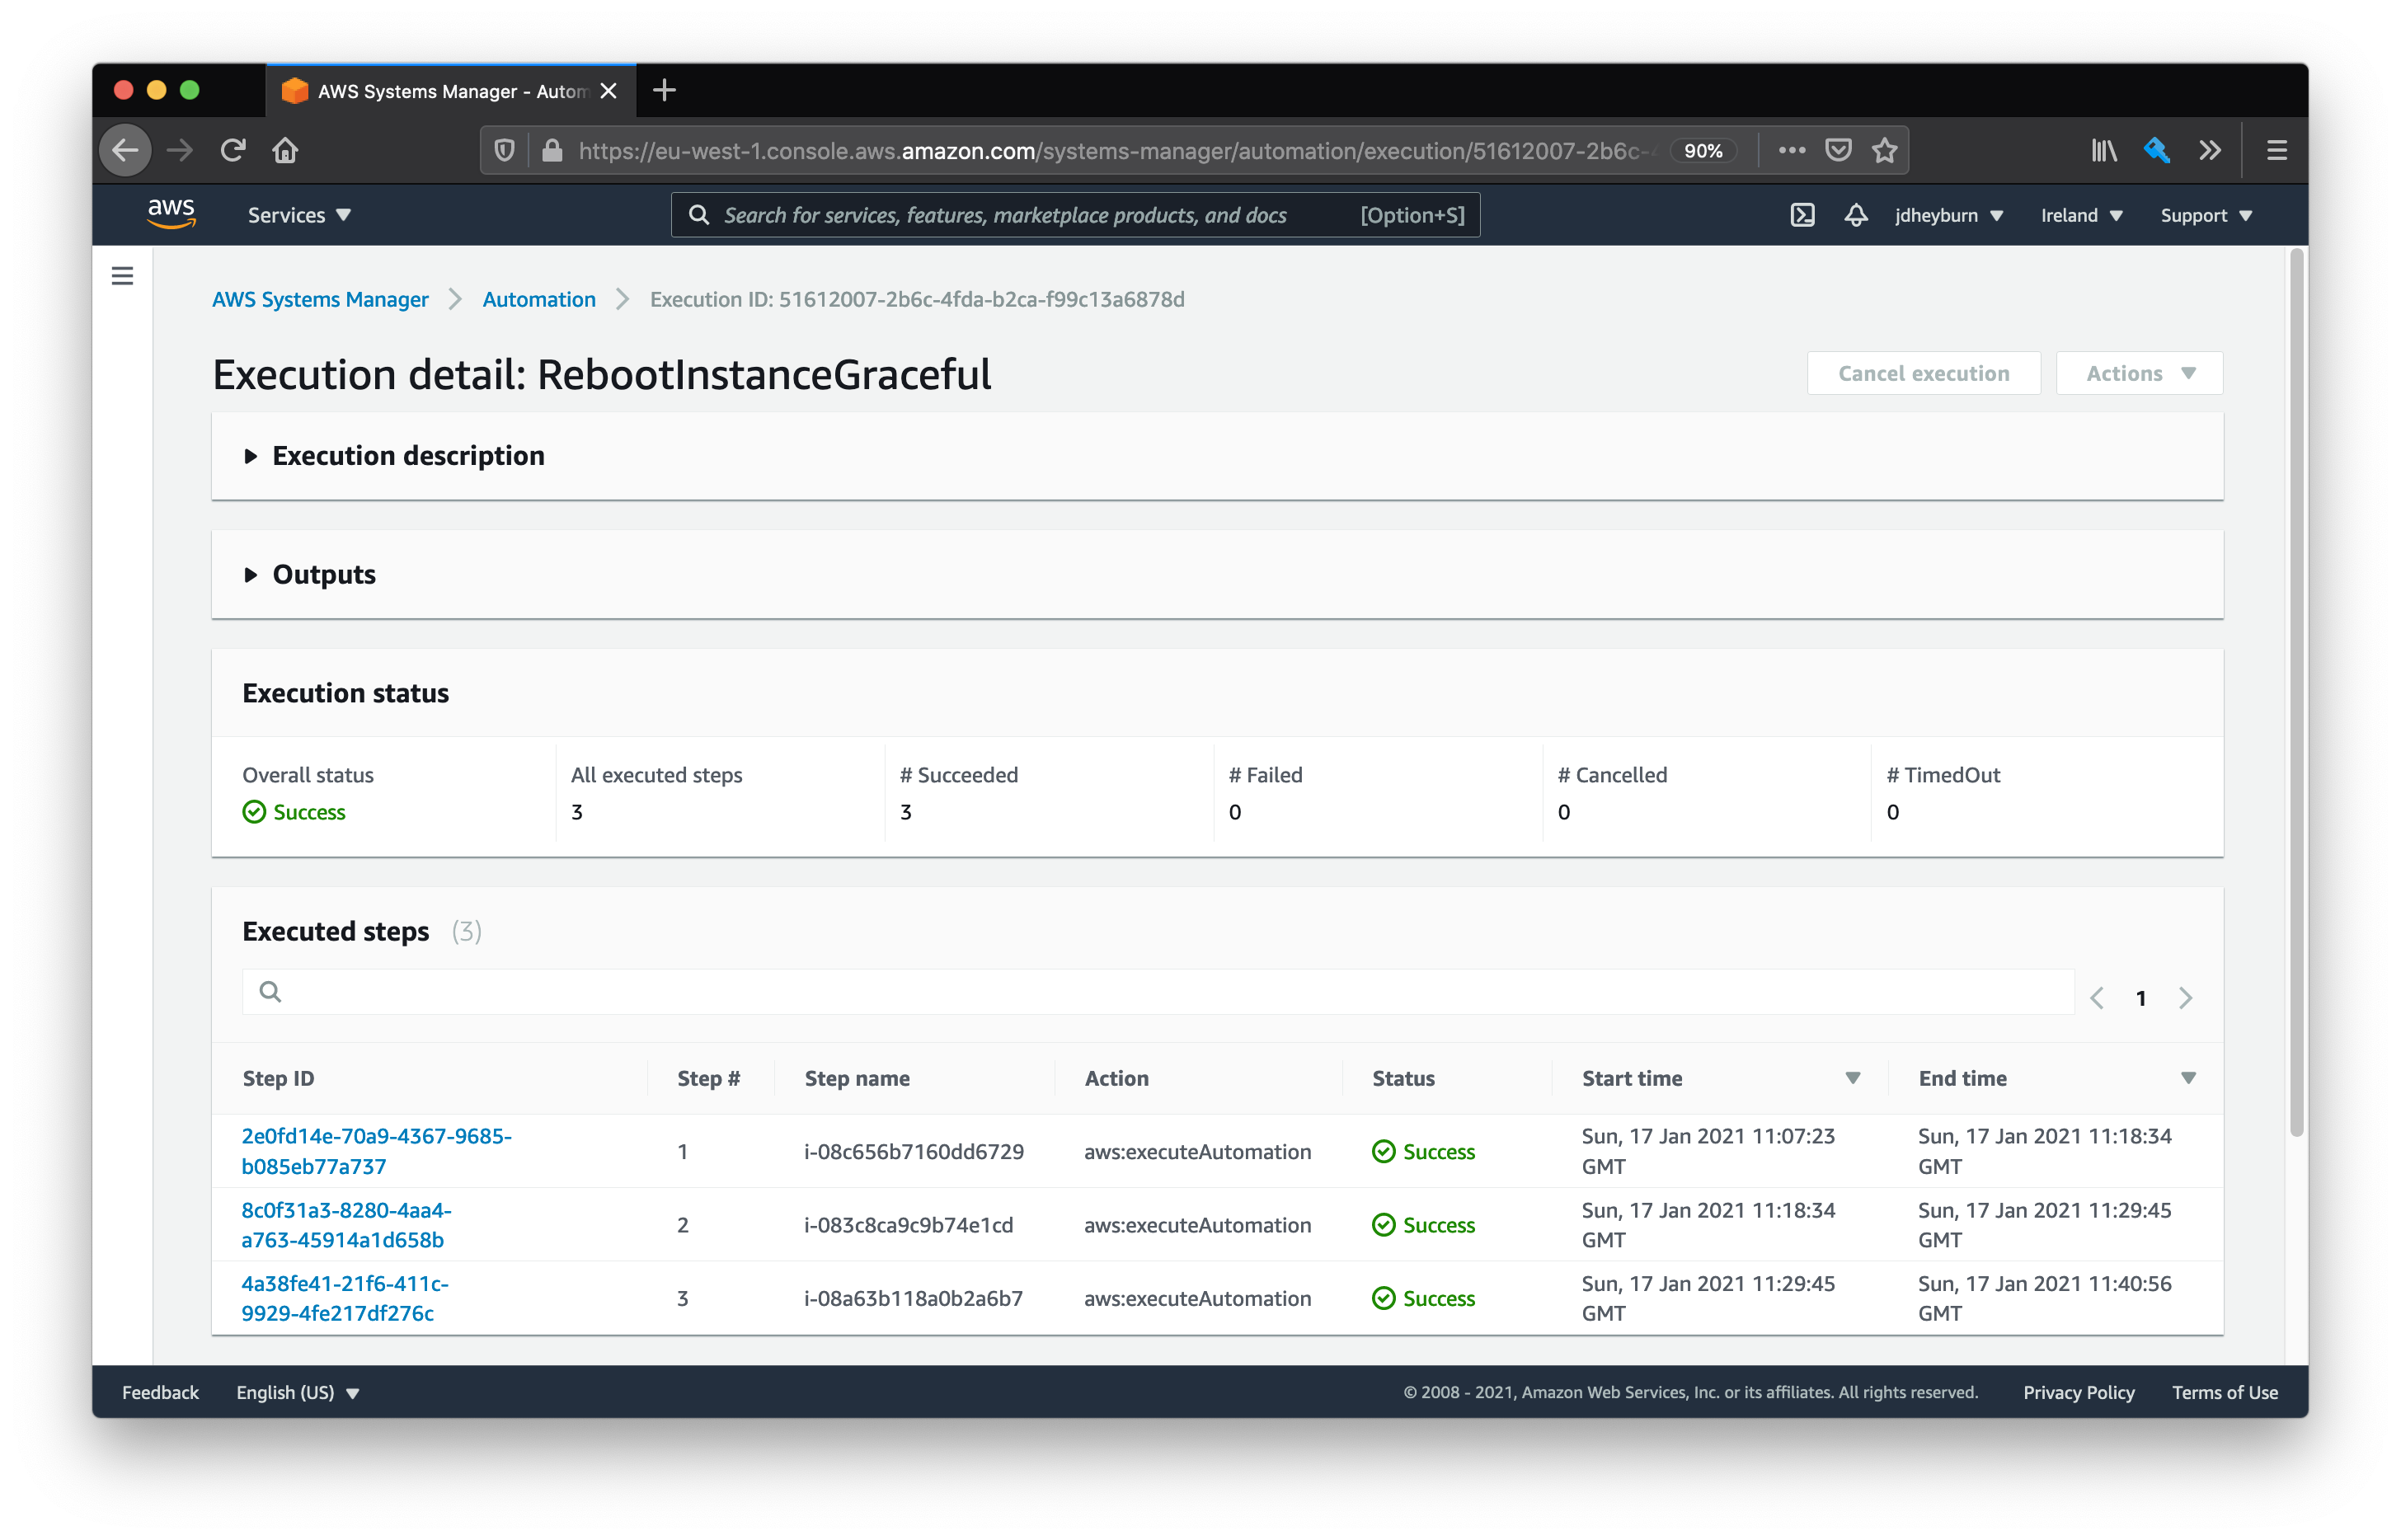 AWS Systems Manager - Autom
https://eu-west-1.console.aws.amazon.com/systems-manager/automation/execution/51612007-2b6c-
90%
aws
Services
Search for services, features, marketplace products, and docs [Option+S]
jdheyburn
Ireland
Support
AWS Systems Manager
Automation
Execution ID: 51612007-2b6c-4fda-b2ca-f99c13a6878d
Execution detail: RebootInstanceGraceful
Cancel execution
Actions
Execution description
Outputs
Execution status
Overall status
Success
All executed steps
3
# Succeeded
3
# Failed
0
# Cancelled
0
# TimedOut
0
Executed steps (3)
1
Step ID
Step #
Step name
Action
Status
Start time
End time
2e0fd14e-70a9-4367-9685-
b085eb77a737
1
i-08c656b7160dd6729
aws:executeAutomation
Success
Sun, 17 Jan 2021 11:07:23
GMT
Sun, 17 Jan 2021 11:18:34
GMT
8c0f31a3-8280-4aa4-
a763-45914a1d658b
2
i-083c8ca9c9b74e1cd
aws:executeAutomation
Success
Sun, 17 Jan 2021 11:18:34
GMT
Sun, 17 Jan 2021 11:29:45
GMT
4a38fe41-21f6-411c-
9929-4fe217df276c
3
i-08a63b118a0b2a6b7
aws:executeAutomation
Success
Sun, 17 Jan 2021 11:29:45
GMT
Sun, 17 Jan 2021 11:40:56
GMT
Feedback
English (US)
© 2008 - 2021, Amazon Web Services, Inc. or its affiliates. All rights reserved.
Privacy Policy
Terms of Use